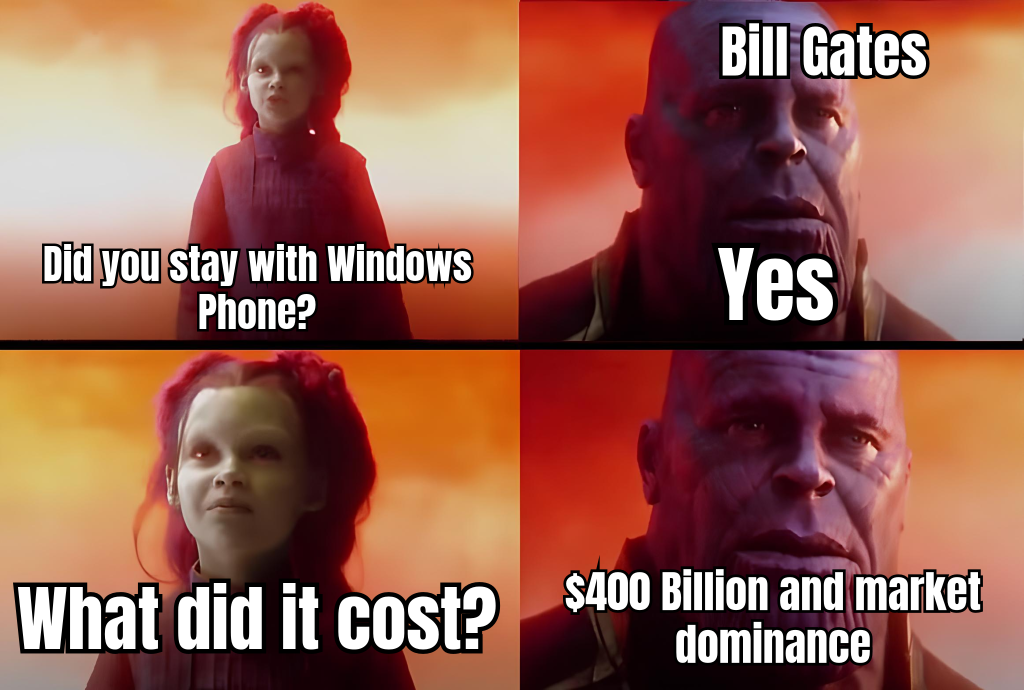 Did you stay with Windows
Phone?
Bill Gates
Yes
What did it cost?
$400 Billion and market
dominance